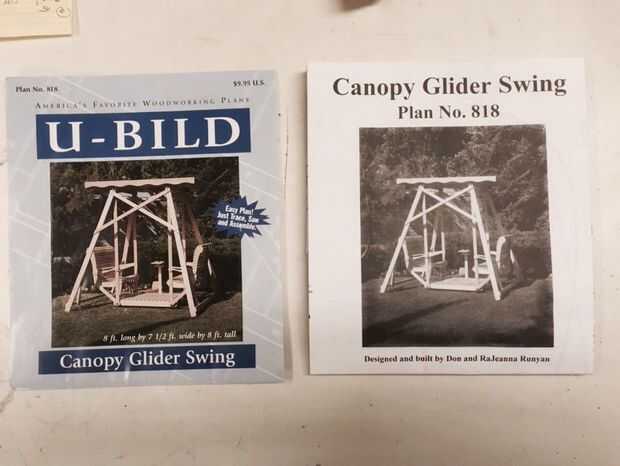 Plan No. 818
$9.95 U.S.
America's Favorite Woodworking Plans
U-BILD
Easy Plan!
Just Trace, Saw
and Assemble.
8 ft. long by 7 1/2 ft. wide by 8 ft. tall
Canopy Glider Swing
Canopy Glider Swing
Plan No. 818
Designed and built by Don and RaJeanna Runyan